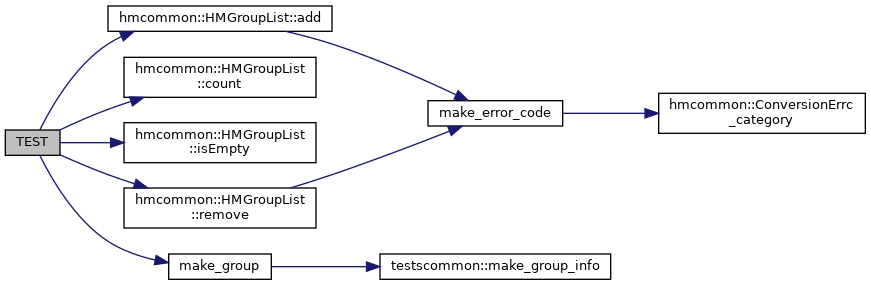 hmcommon::HMGroupList::add
hmcommon::HMGroupList
::count
make_error_code
hmcommon::ConversionErrc
_category
TEST
hmcommon::HMGroupList
::isEmpty
hmcommon::HMGroupList
::remove
make_group
testscommon::make_group_info